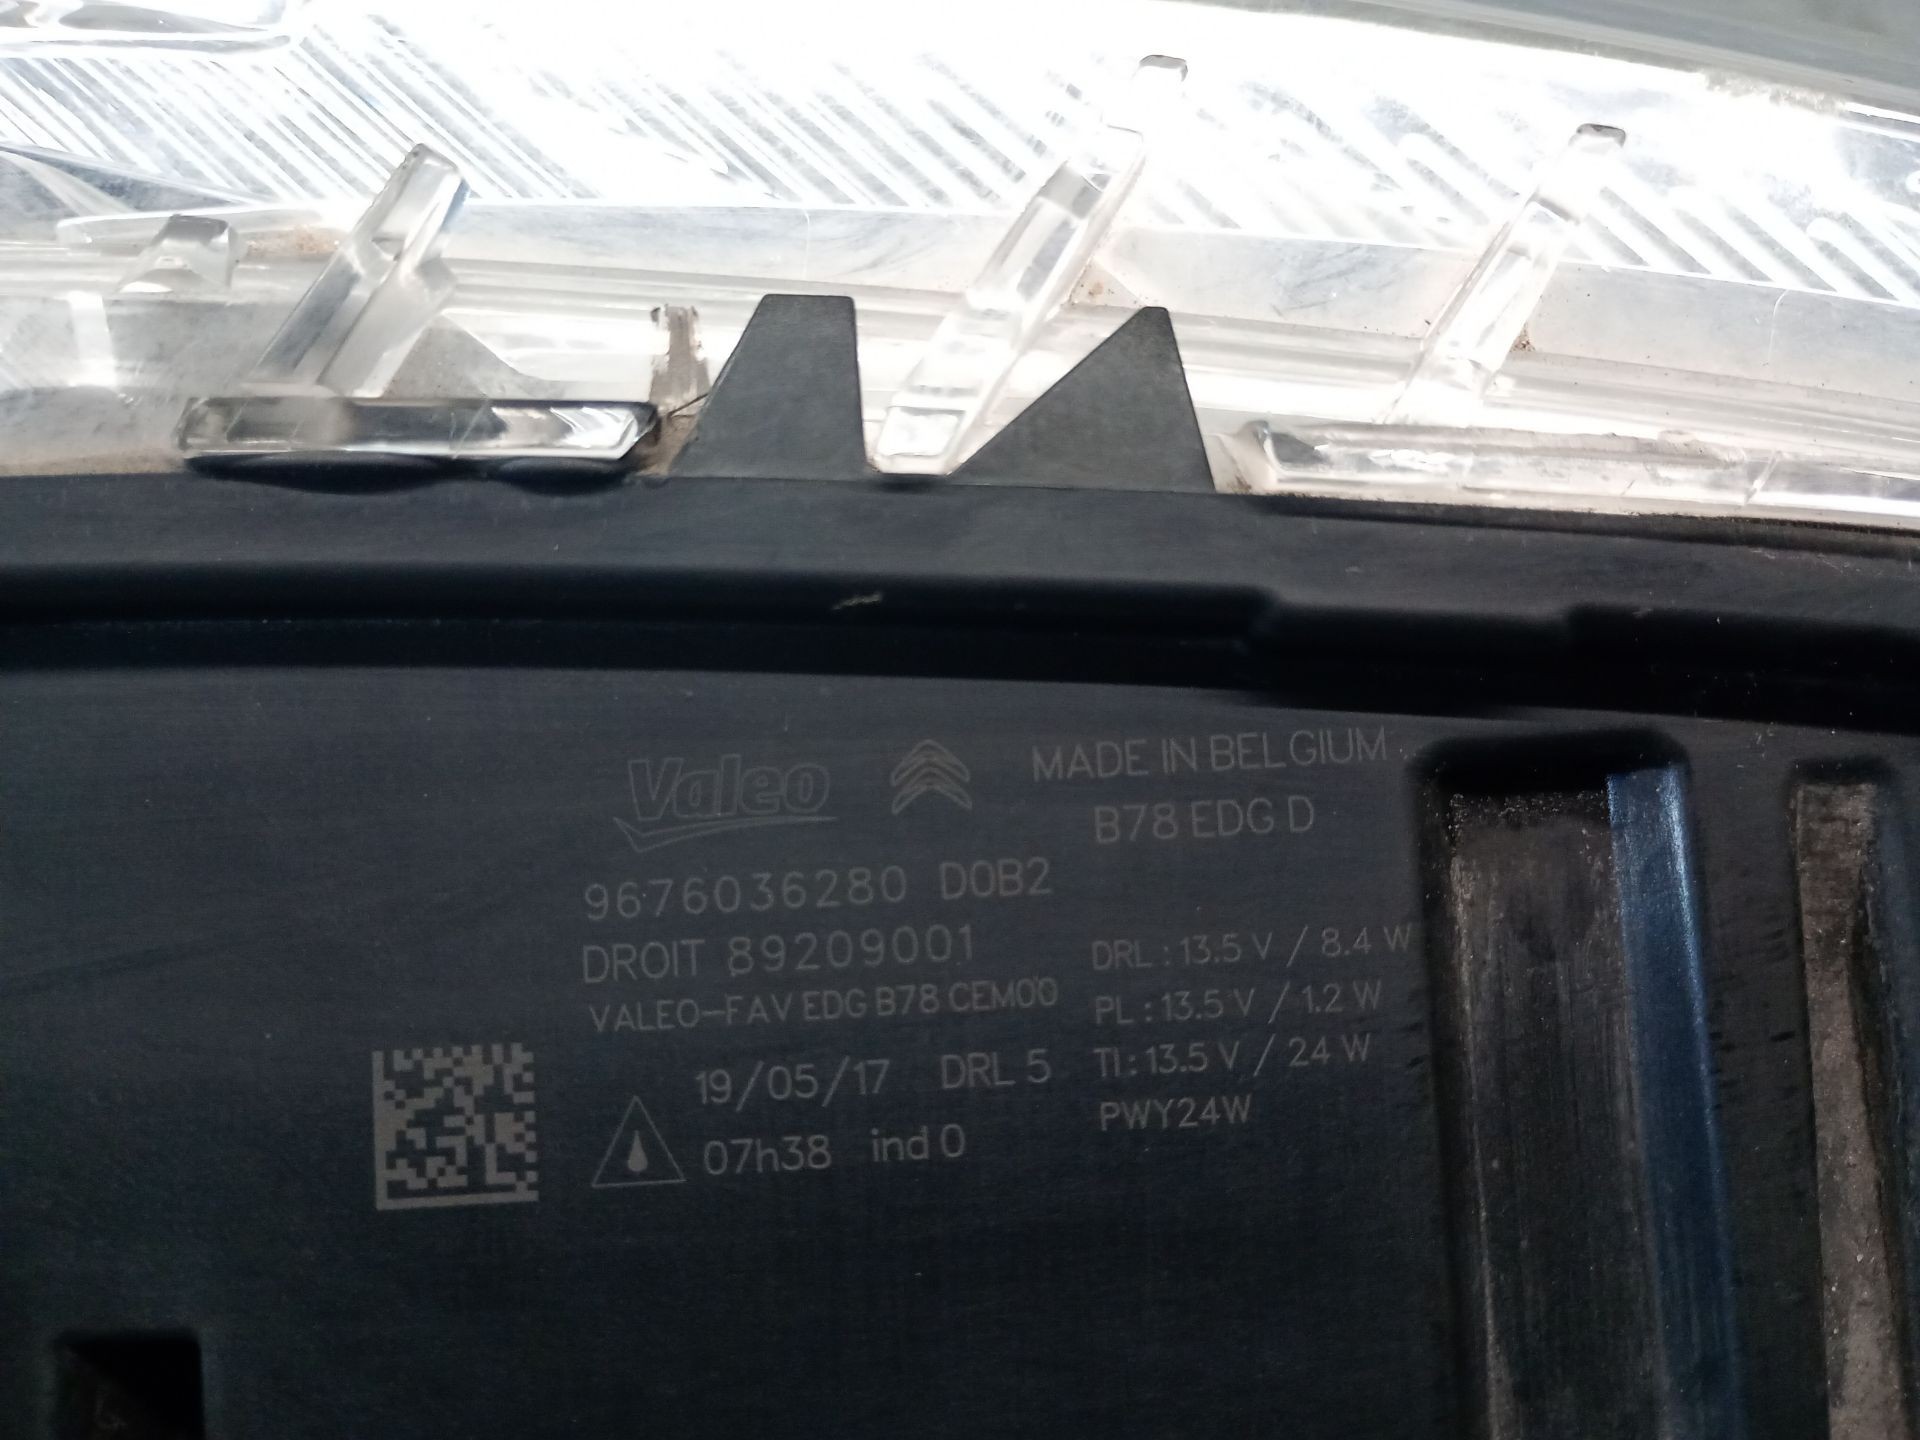 Valeo
MADE IN BELGIUM
B78 EDG D
9676036280 D0B2
DROIT 89209001
VALEO-FAV EDG B78 CEM00
19/05/17 DRL 5
07h38 ind 0
DRL : 13.5 V / 8.4 W
PL : 13.5 V / 1.2 W
TI : 13.5 V / 24 W
PWY24W